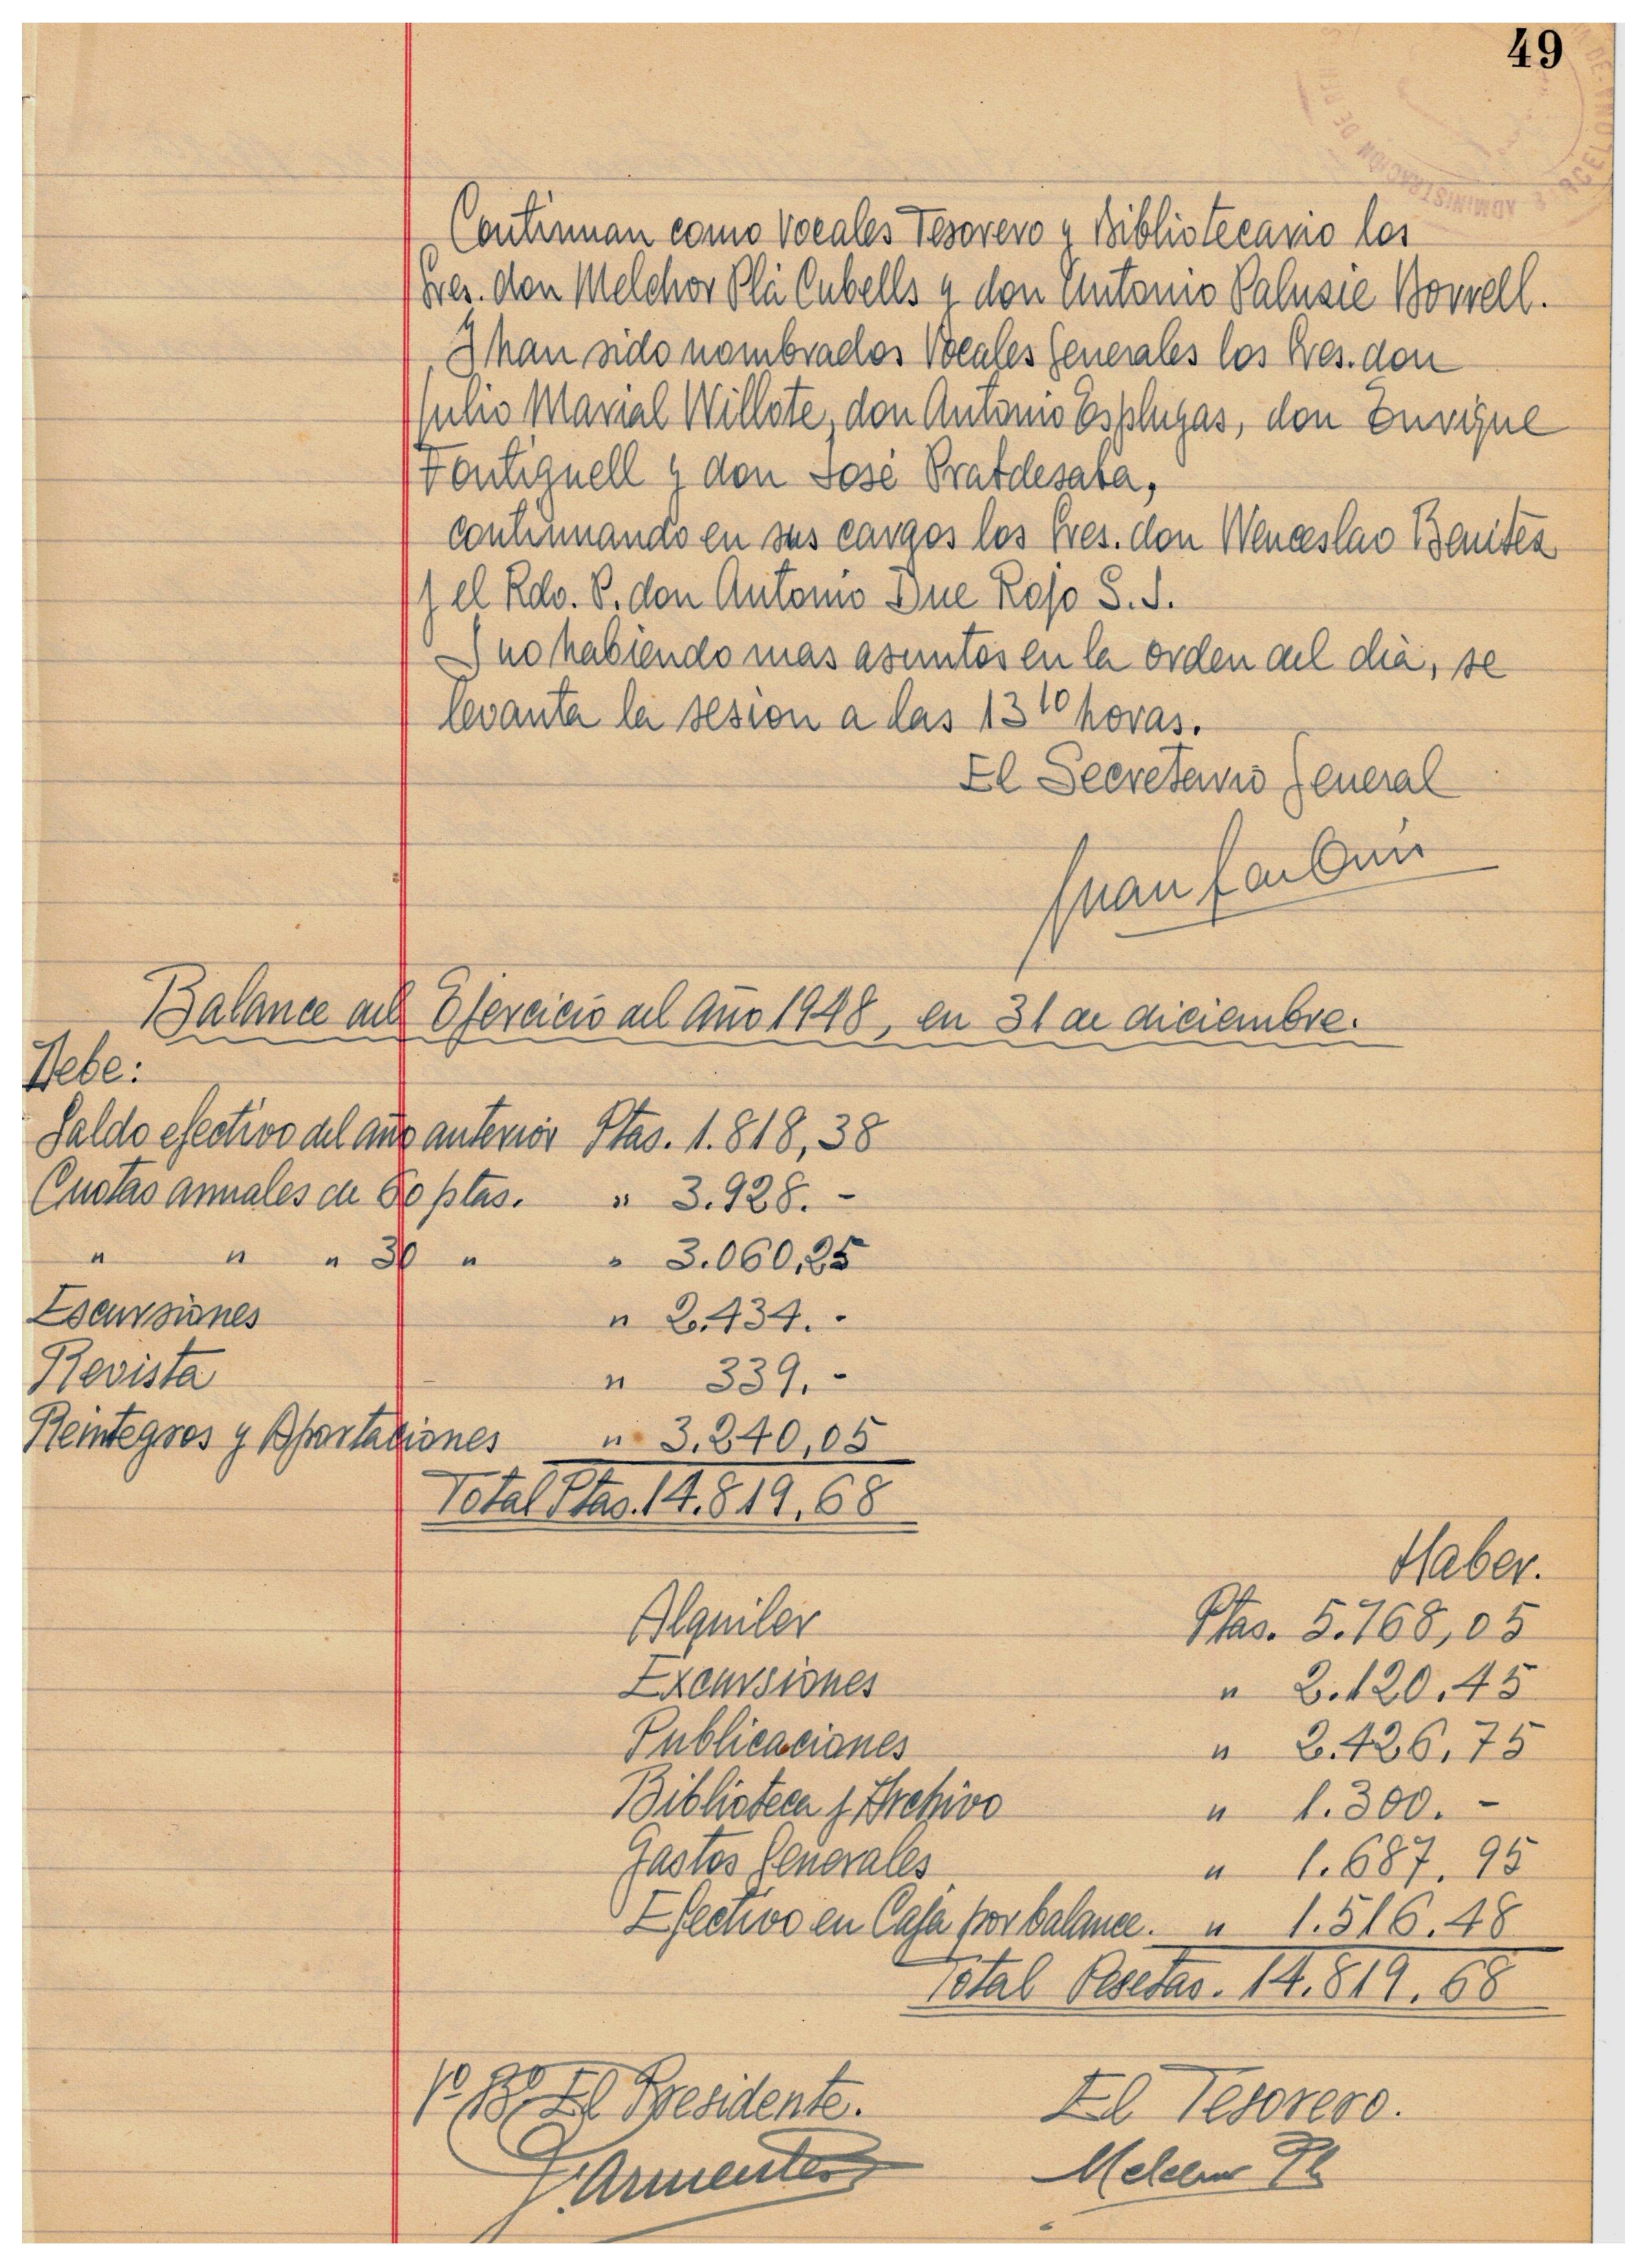 49
Continuan como Vocales Tesorero y Bibliotecario los
Sres. don Melchor Plá Cubells y don Antonio Palusie Borrell.
Y han sido nombrados Vocales Generales los Sres. don
Julio Marial Willote, don Antonio Esplugas, don Enrique
Fontiguell y don José Pratdesaba,
continuando en sus cargos los Sres. don Wenceslao Benitez
y el Rdo. P. don Antonio Due Rojo S.J.
Y no habiendo mas asuntos en la orden del dia, se
levanta la sesion a las 13¹⁰ horas.
El Secretario General
Juan
Balance del Ejercicio del Año 1948, en 31 de diciembre.
Debe:
Saldo efectivo del año anterior Ptas. 1.818,38
Cuotas anuales de 60 ptas. " 3.928.-
" " " 30 " " 3.060,25
Escursiones " 2.434.-
Revista " 339.-
Reintegros y Aportaciones " 3.240,05
Total Ptas. 14.819,68
Haber.
Alquiler Ptas. 5.768,05
Excursiones " 2.120.45
Publicaciones " 2.426.75
Biblioteca y Archivo " 1.300.-
Gastos Generales " 1.687.95
Efectivo en Caja por balance. " 1.516.48
Total Pesetas. 14.819.68
Vº Bº El Presidente. El Tesorero.
J. Armenter Melchor Plá